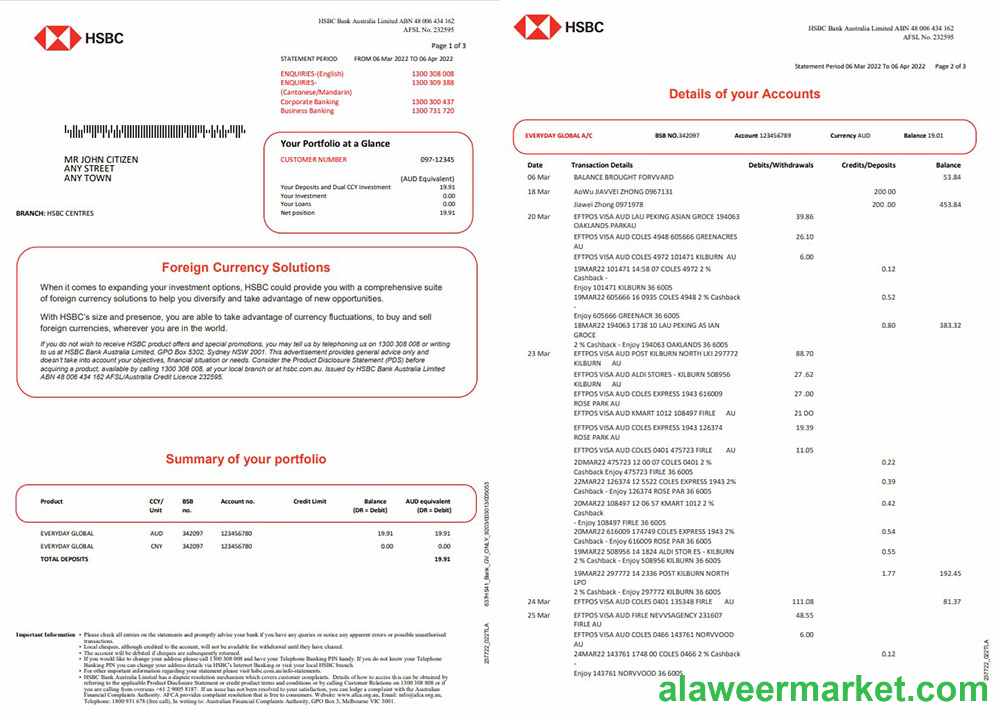 HSBC
HSBC Bank Australia Limited ABN 48 006 434 162
AFSL No. 232595
Page 1 of 3
STATEMENT PERIOD FROM 06 Mar 2022 TO 06 Apr 2022
ENQUIRIES-(English) 1300 308 008
ENQUIRIES- 1300 309 388
(Cantonese/Mandarin)
Corporate Banking 1300 300 437
Business Banking 1300 731 720
MR JOHN CITIZEN
ANY STREET
ANY TOWN
BRANCH: HSBC CENTRES
Your Portfolio at a Glance
CUSTOMER NUMBER 097-12345
(AUD Equivalent)
Your Deposits and Dual CCY Investment 19.91
Your Investment 0.00
Your Loans 0.00
Net position 19.91
Foreign Currency Solutions
When it comes to expanding your investment options, HSBC could provide you with a comprehensive suite
of foreign currency solutions to help you diversify and take advantage of new opportunities.
With HSBC's size and presence, you are able to take advantage of currency fluctuations, to buy and sell
foreign currencies, wherever you are in the world.
If you do not wish to receive HSBC product offers and special promotions, you may tell us by telephoning us on 1300 308 008 or writing
to us at HSBC Bank Australia Limited, GPO Box 5302, Sydney NSW 2001. This advertisement provides general advice only and
doesn't take into account your objectives, financial situation or needs. Consider the Product Disclosure Statement (PDS) before
acquiring a product, available by calling 1300 308 008, at your local branch or at hsbc.com.au. Issued by HSBC Bank Australia Limited
ABN 48 006 434 162 AFSL/Australia Credit Licence 232595.
Summary of your portfolio
Product CCY/ BSB Account no. Credit Limit Balance AUD equivalent
Unit no. (DR = Debit) (DR = Debit)
EVERYDAY GLOBAL AUD 342097 123456780 19.91 19.91
EVERYDAY GLOBAL CNY 342097 123456780 0.00 0.00
TOTAL DEPOSITS 19.91
Important Information • Please check all entries on the statements and promptly advise your bank if you have any queries or notice any apparent errors or possible unauthorised
transactions.
• Local cheques, although credited to the account, will not be available for withdrawal until they have cleared.
• The account will be debited if cheques are subsequently returned.
• If you would like to change your address please call 1300 308 008 and have your Telephone Banking PIN handy. If you do not know your Telephone
Banking PIN you can change your address details via HSBC's Internet Banking or visit your local HSBC branch.
• For other important information regarding your statement please visit hsbc.com.au/info-statements.
• HSBC Bank Australia Limited has a dispute resolution mechanism which covers customer complaints. Details of how to access this can be obtained by
referring to the applicable Product Disclosure Statement or credit product terms and conditions or by calling Customer Relations on 1300 308 008 or if
you are calling from overseas +61 2 9005 8187. If an issue has not been resolved to your satisfaction, you can lodge a complaint with the Australian
Financial Complaints Authority. AFCA provides complaint resolution that is free to consumers. Website: www.afca.org.au, Email: info@afca.org.au,
Telephone: 1800 931 678 (free call), In writing to: Australian Financial Complaints Authority, GPO Box 3, Melbourne VIC 3001.
HSBC
HSBC Bank Australia Limited ABN 48 006 434 162
AFSL No. 232595
Statement Period 06 Mar 2022 TO 06 Apr 2022 Page 2 of 3
Details of your Accounts
EVERYDAY GLOBAL A/C BSB NO.342097 Account 123456789 Currency AUD Balance 19.01
Date Transaction Details Debits/Withdrawals Credits/Deposits Balance
06 Mar BALANCE BROUGHT FORVVARD 53.84
18 Mar AoWu JIAVVEI ZHONG 0967131 200 00
Jiawei Zhong 0971978 200 .00 453.84
20 Mar EFTPOS VISA AUD LAU PEKING ASIAN GROCE 194063 39.86
OAKLANDS PARKAU
EFTPOS VISA AUD COLES 4948 605666 GREENACRES 26.10
AU
EFTPOS VISA AUD COLES 4972 101471 KILBURN AU 6.00
19MAR22 101471 14:58 07 COLES 4972 2 % 0.12
Cashback -
Enjoy 101471 KILBURN 36 6005
19MAR22 605666 16 0935 COLES 4948 2 % Cashback 0.52
-
Enjoy 605666 GREENACR 36 6005
18MAR22 194063 1738 10 LAU PEKING AS IAN 0.80 383.32
GROCE
2 % Cashback - Enjoy 194063 OAKLANDS 36 6005
23 Mar EFTPOS VISA AUD POST KILBURN NORTH LKI 297772 88.70
KILBURN AU
EFTPOS VISA AUD ALDI STORES - KILBURN 508956 27 .62
KILBURN AU
EFTPOS VISA AUD COLES EXPRESS 1943 616009 27 .00
ROSE PARK AU
EFTPOS VISA AUD KMART 1012 108497 FIRLE AU 21 DO
EFTPOS VISA AUD COLES EXPRESS 1943 126374 19.39
ROSE PARK AU
EFTPOS VISA AUD COLES 0401 475723 FIRLE AU 11.05
2DMAR22 475723 12 00 07 COLES 0401 2 % 0.22
Cashback Enjoy 475723 FIRLE 36 6005
22MAR22 126374 12 5522 COLES EXPRESS 1943 2% 0.39
Cashback - Enjoy 126374 ROSE PAR 36 6005
20MAR22 108497 12 06 57 KMART 1012 2 % 0.42
Cashback
- Enjoy 108497 FIRLE 36 6005
20MAR22 616009 174749 COLES EXPRESS 1943 2% 0.54
Cashback - Enjoy 616009 ROSE PAR 36 6005
19MAR22 508956 14 1824 ALDI STOR ES - KILBURN 0.55
2 % Cashback - Enjoy 508956 KILBURN 36 6005
19MAR22 297772 14 2336 POST KILBURN NORTH 1.77 192.45
LPO
2 % Cashback - Enjoy 297772 KILBURN 36 6005
24 Mar EFTPOS VISA AUD COLES 0401 135348 FIRLE AU 111.08 81.37
25 Mar EFTPOS VISA AUD FIRLE NEVVSAGENCY 231607 48.55
FIRLE AU
EFTPOS VISA AUD COLES 0466 143761 NORVVOOD 6.00
AU
24MAR22 143761 1748 00 COLES 0466 2 % Cashback 0.12
-
Enjoy 143761 NORVVOOD 36 6005
alaweermarket.com